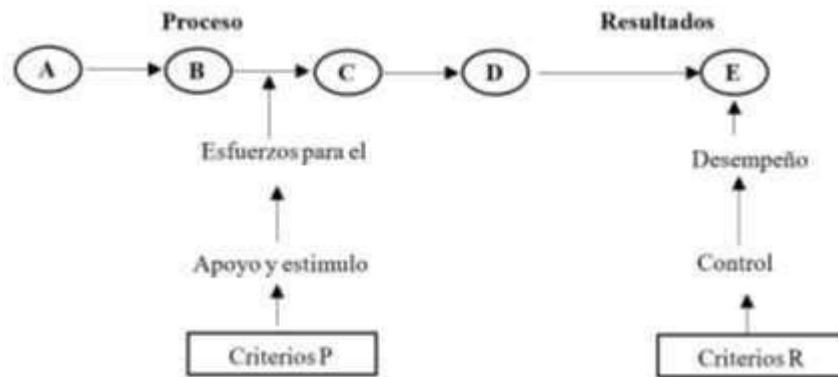 Proceso Resultados
A B C D E
Esfuerzos para el
Desempeño
Apoyo y estimulo
Control
Criterios P
Criterios R